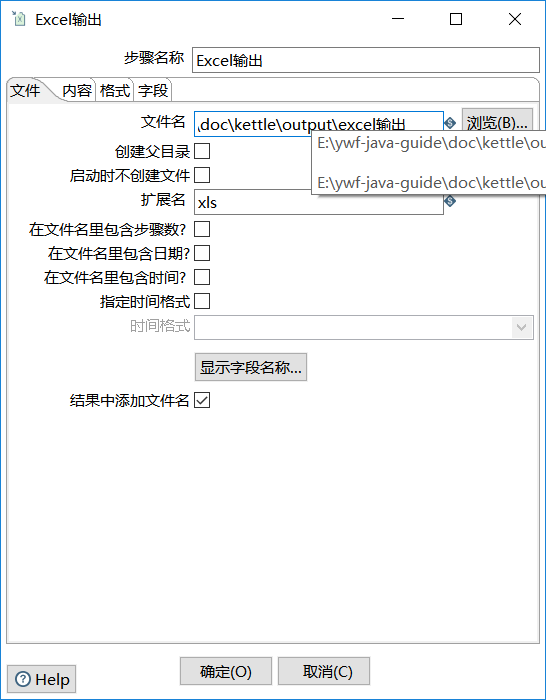 Excel输出
步骤名称 Excel输出
文件 内容 格式 字段
文件名 \doc\kettle\output\excel输出 浏览(B)...
E:\ywf-java-guide\doc\kettle\ou
创建父目录
启动时不创建文件
E:\ywf-java-guide\doc\kettle\ou
扩展名 xls
在文件名里包含步骤数?
在文件名里包含日期?
在文件名里包含时间?
指定时间格式
时间格式
显示字段名称...
结果中添加文件名
Help 确定(O) 取消(C)